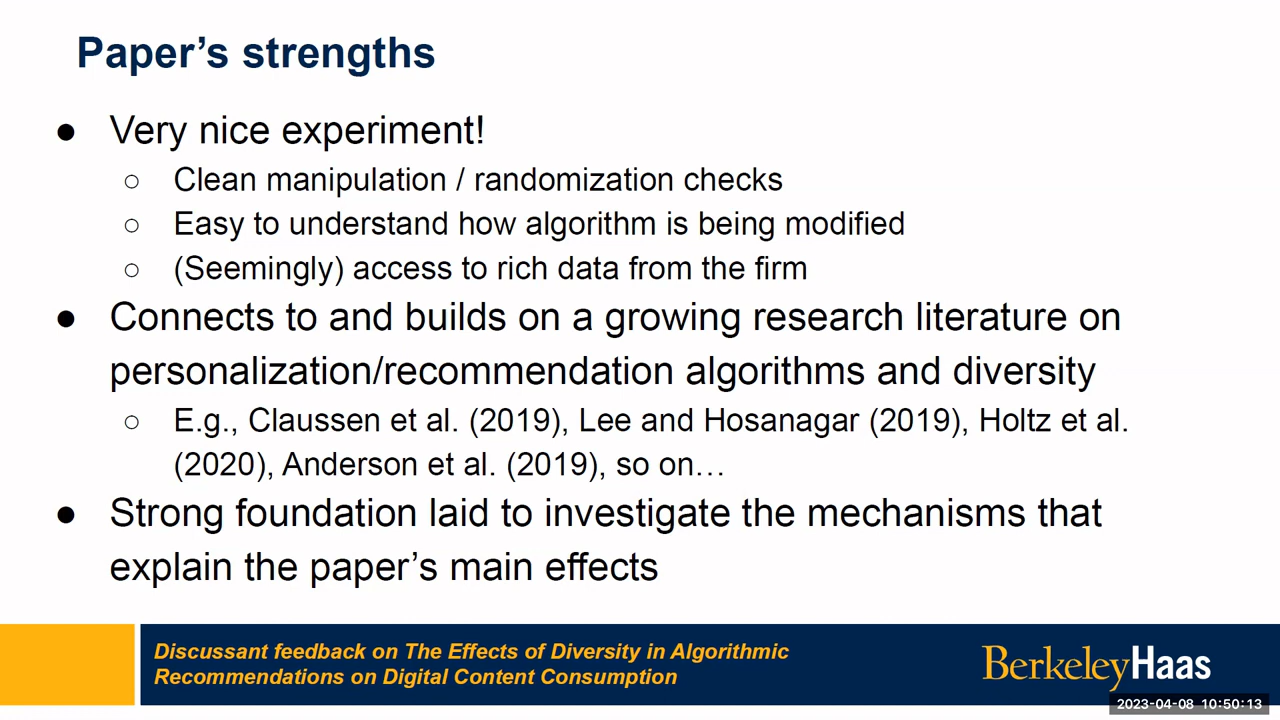 Paper's strengths
● Very nice experiment!
○ Clean manipulation / randomization checks
○ Easy to understand how algorithm is being modified
○ (Seemingly) access to rich data from the firm
● Connects to and builds on a growing research literature on
personalization/recommendation algorithms and diversity
○ E.g., Claussen et al. (2019), Lee and Hosanagar (2019), Holtz et al.
(2020), Anderson et al. (2019), so on…
● Strong foundation laid to investigate the mechanisms that
explain the paper's main effects
Discussant feedback on The Effects of Diversity in Algorithmic
Recommendations on Digital Content Consumption
BerkeleyHaas
2023-04-08 10:50:13